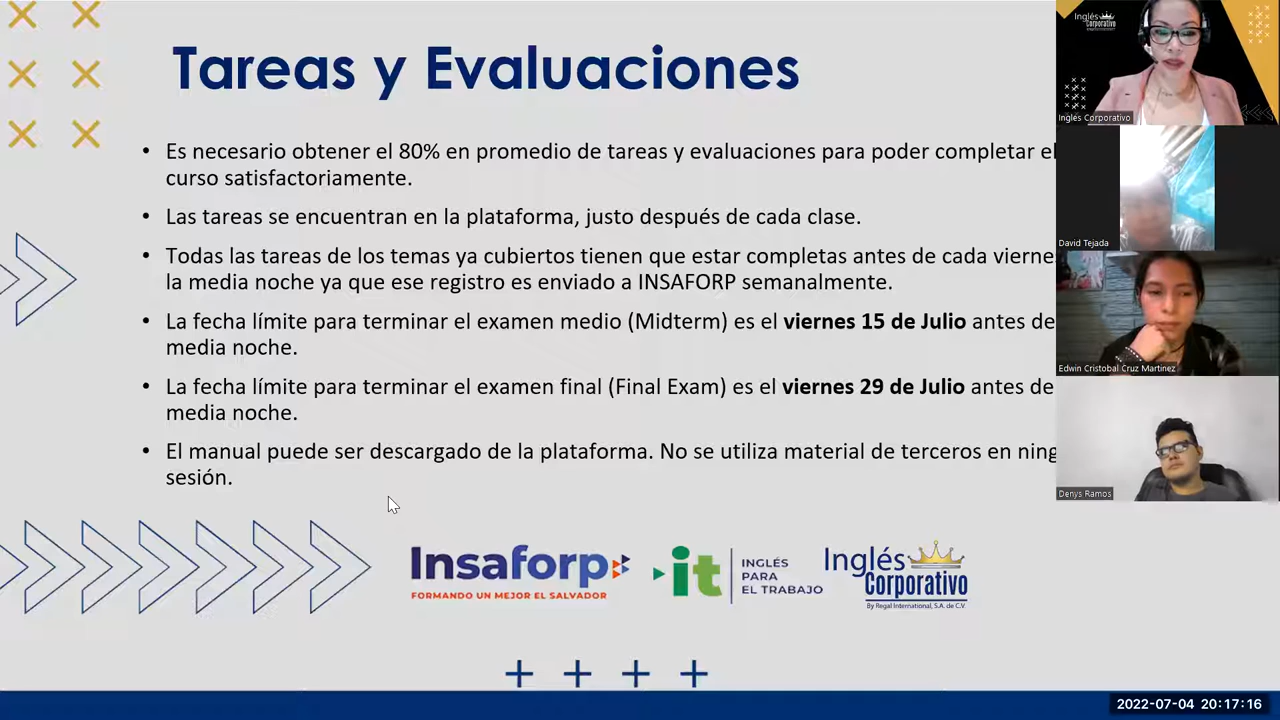 Tareas y Evaluaciones
• Es necesario obtener el 80% en promedio de tareas y evaluaciones para poder completar el
curso satisfactoriamente.
• Las tareas se encuentran en la plataforma, justo después de cada clase.
• Todas las tareas de los temas ya cubiertos tienen que estar completas antes de cada vierne
la media noche ya que ese registro es enviado a INSAFORP semanalmente.
• La fecha límite para terminar el examen medio (Midterm) es el viernes 15 de Julio antes de
media noche.
• La fecha límite para terminar el examen final (Final Exam) es el viernes 29 de Julio antes de
media noche.
• El manual puede ser descargado de la plataforma. No se utiliza material de terceros en ning
sesión.
Insaforp
FORMANDO UN MEJOR EL SALVADOR
it
INGLÉS
PARA
EL TRABAJO
Inglés
Corporativo
By Regal International, S.A. de C.V.
Inglés
Corporativo
Inglés Corporativo
David Tejada
Edwin Cristobal Cruz Martinez
Denys Ramos
2022-07-04 20:17:16